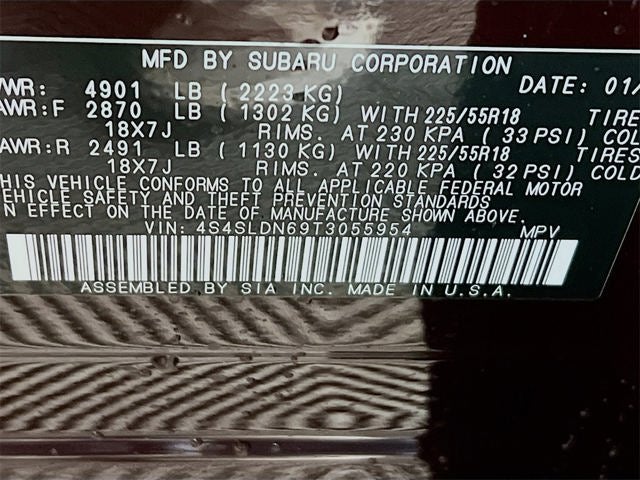 MFD BY SUBARU CORPORATION
VWR: 4901 LB ( 2223 KG) DATE: 01/
AWR:F 2870 LB ( 1302 KG) WITH 225/55R18 TIRE
18X7J RIMS. AT 230 KPA ( 33 PSI) COL
AWR:R 2491 LB ( 1130 KG) WITH 225/55R18 TIRES
18X7J RIMS. AT 220 KPA ( 32 PSI) COLD
HIS VEHICLE CONFORMS TO ALL APPLICABLE FEDERAL MOTOR
VEHICLE SAFETY AND THEFT PREVENTION STANDARDS
N EFFECT ON THE DATE OF MANUFACTURE SHOWN ABOVE.
VIN: 4S4SLDN69T3055954 MPV
ASSEMBLED BY SIA INC. MADE IN U.S.A.